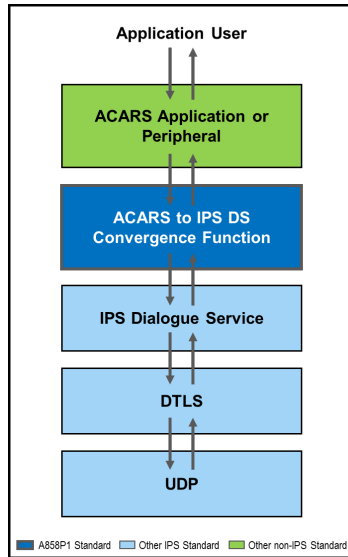 Application User
ACARS Application or
Peripheral
ACARS to IPS DS
Convergence Function
IPS Dialogue Service
DTLS
UDP
A858P1 Standard
Other IPS Standard
Other non-IPS Standard